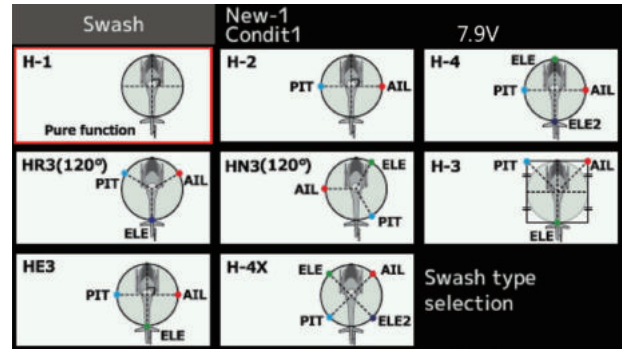 Swash
New-1
Condit1
7.9V
H-1
Pure function
H-2
PIT
AIL
H-4
ELE
PIT
AIL
ELE2
HR3(120°)
PIT
AIL
ELE
HN3(120°)
ELE
AIL
PIT
H-3
PIT
AIL
ELE
HE3
PIT
AIL
ELE
H-4X
ELE
AIL
PIT
ELE2
Swash type
selection